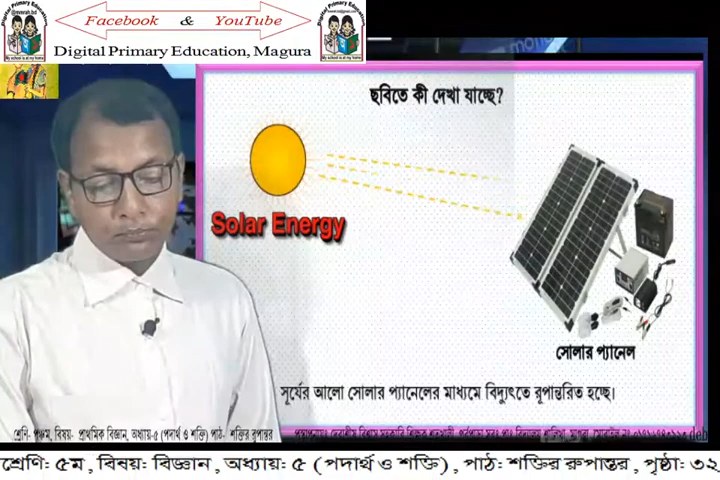 Facebook & YouTube
Digital Primary Education, Magura
ছবিতে কী দেখা যাচ্ছে?
Solar Energy
সোলার প্যানেল
সূর্যের আলো সোলার প্যানেলের মাধ্যমে বিদ্যুৎতে রূপান্তরিত হচ্ছে।
শ্রেণি- পঞ্চম, বিষয়- প্রাথমিক বিজ্ঞান, অধ্যায়-৫ (পদার্থ ও শক্তি) পাঠ- শক্তির রুপান্তর
শ্রেণি: ৫ম, বিষয়: বিজ্ঞান, অধ্যায়: ৫ (পদার্থ ও শক্তি), পাঠ: শক্তির রুপান্তর, পৃষ্ঠা: ৩২